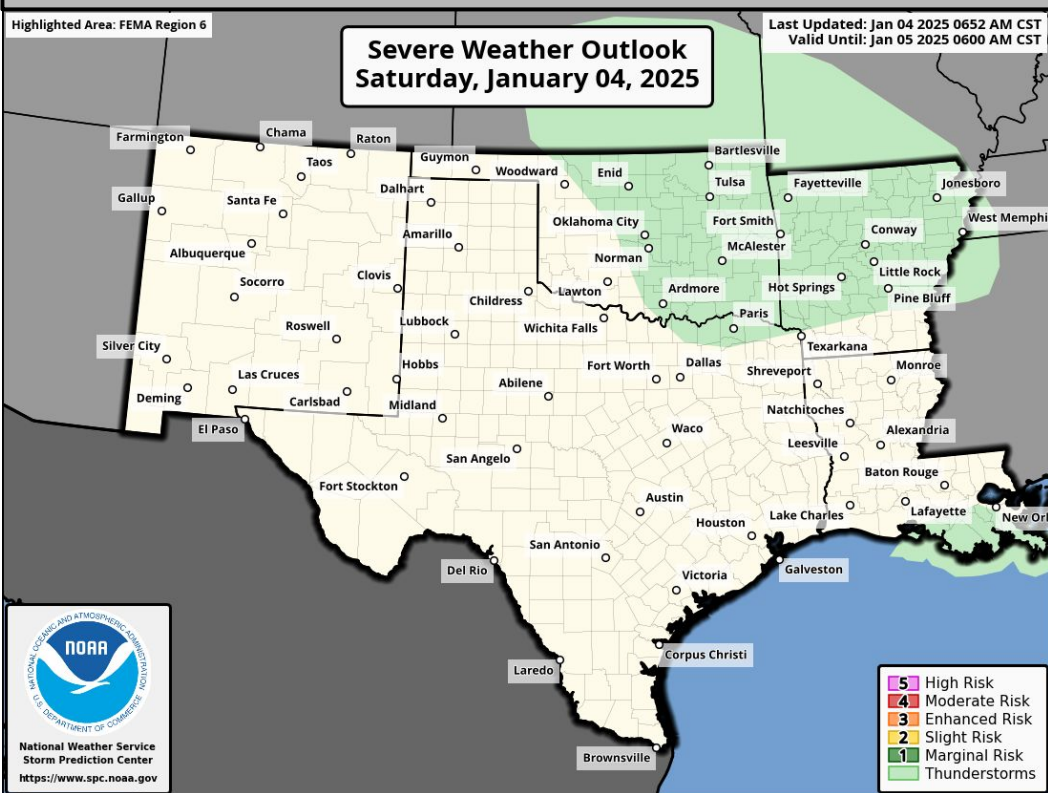 Highlighted Area: FEMA Region 6
Severe Weather Outlook
Saturday, January 04, 2025
Last Updated: Jan 04 2025 0652 AM CST
Valid Until: Jan 05 2025 0600 AM CST
Farmington
Chama
Raton
Taos
Guymon
Woodward
Enid
Bartlesville
Tulsa
Fayetteville
Jonesboro
Gallup
Santa Fe
Dalhart
Oklahoma City
Fort Smith
West Memphi
Albuquerque
Amarillo
Norman
McAlester
Conway
Little Rock
Socorro
Clovis
Childress
Lawton
Ardmore
Hot Springs
Pine Bluff
Roswell
Lubbock
Wichita Falls
Paris
Texarkana
Silver City
Las Cruces
Hobbs
Abilene
Fort Worth
Dallas
Shreveport
Monroe
Deming
Carlsbad
Midland
Natchitoches
El Paso
San Angelo
Waco
Leesville
Alexandria
Fort Stockton
Austin
Baton Rouge
Houston
Lake Charles
Lafayette
New Orl
Del Rio
San Antonio
Victoria
Galveston
Laredo
Corpus Christi
Brownsville
NATIONAL OCEANIC AND ATMOSPHERIC ADMINISTRATION
NOAA
U.S. DEPARTMENT OF COMMERCE
National Weather Service
Storm Prediction Center
https://www.spc.noaa.gov
5 High Risk
4 Moderate Risk
3 Enhanced Risk
2 Slight Risk
1 Marginal Risk
Thunderstorms